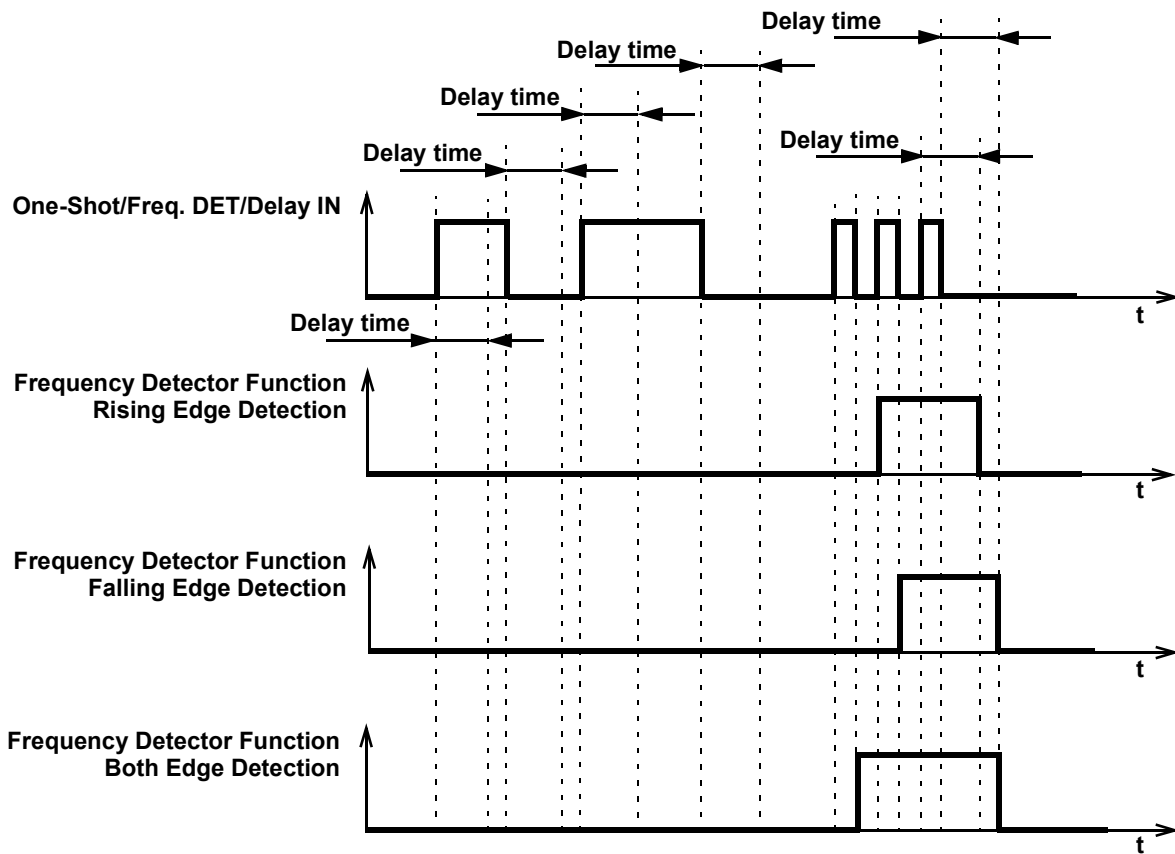 Delay time
Delay time
Delay time
Delay time
Delay time
One-Shot/Freq. DET/Delay IN
t
Delay time
Frequency Detector Function
Rising Edge Detection
t
Frequency Detector Function
Falling Edge Detection
t
Frequency Detector Function
Both Edge Detection
t